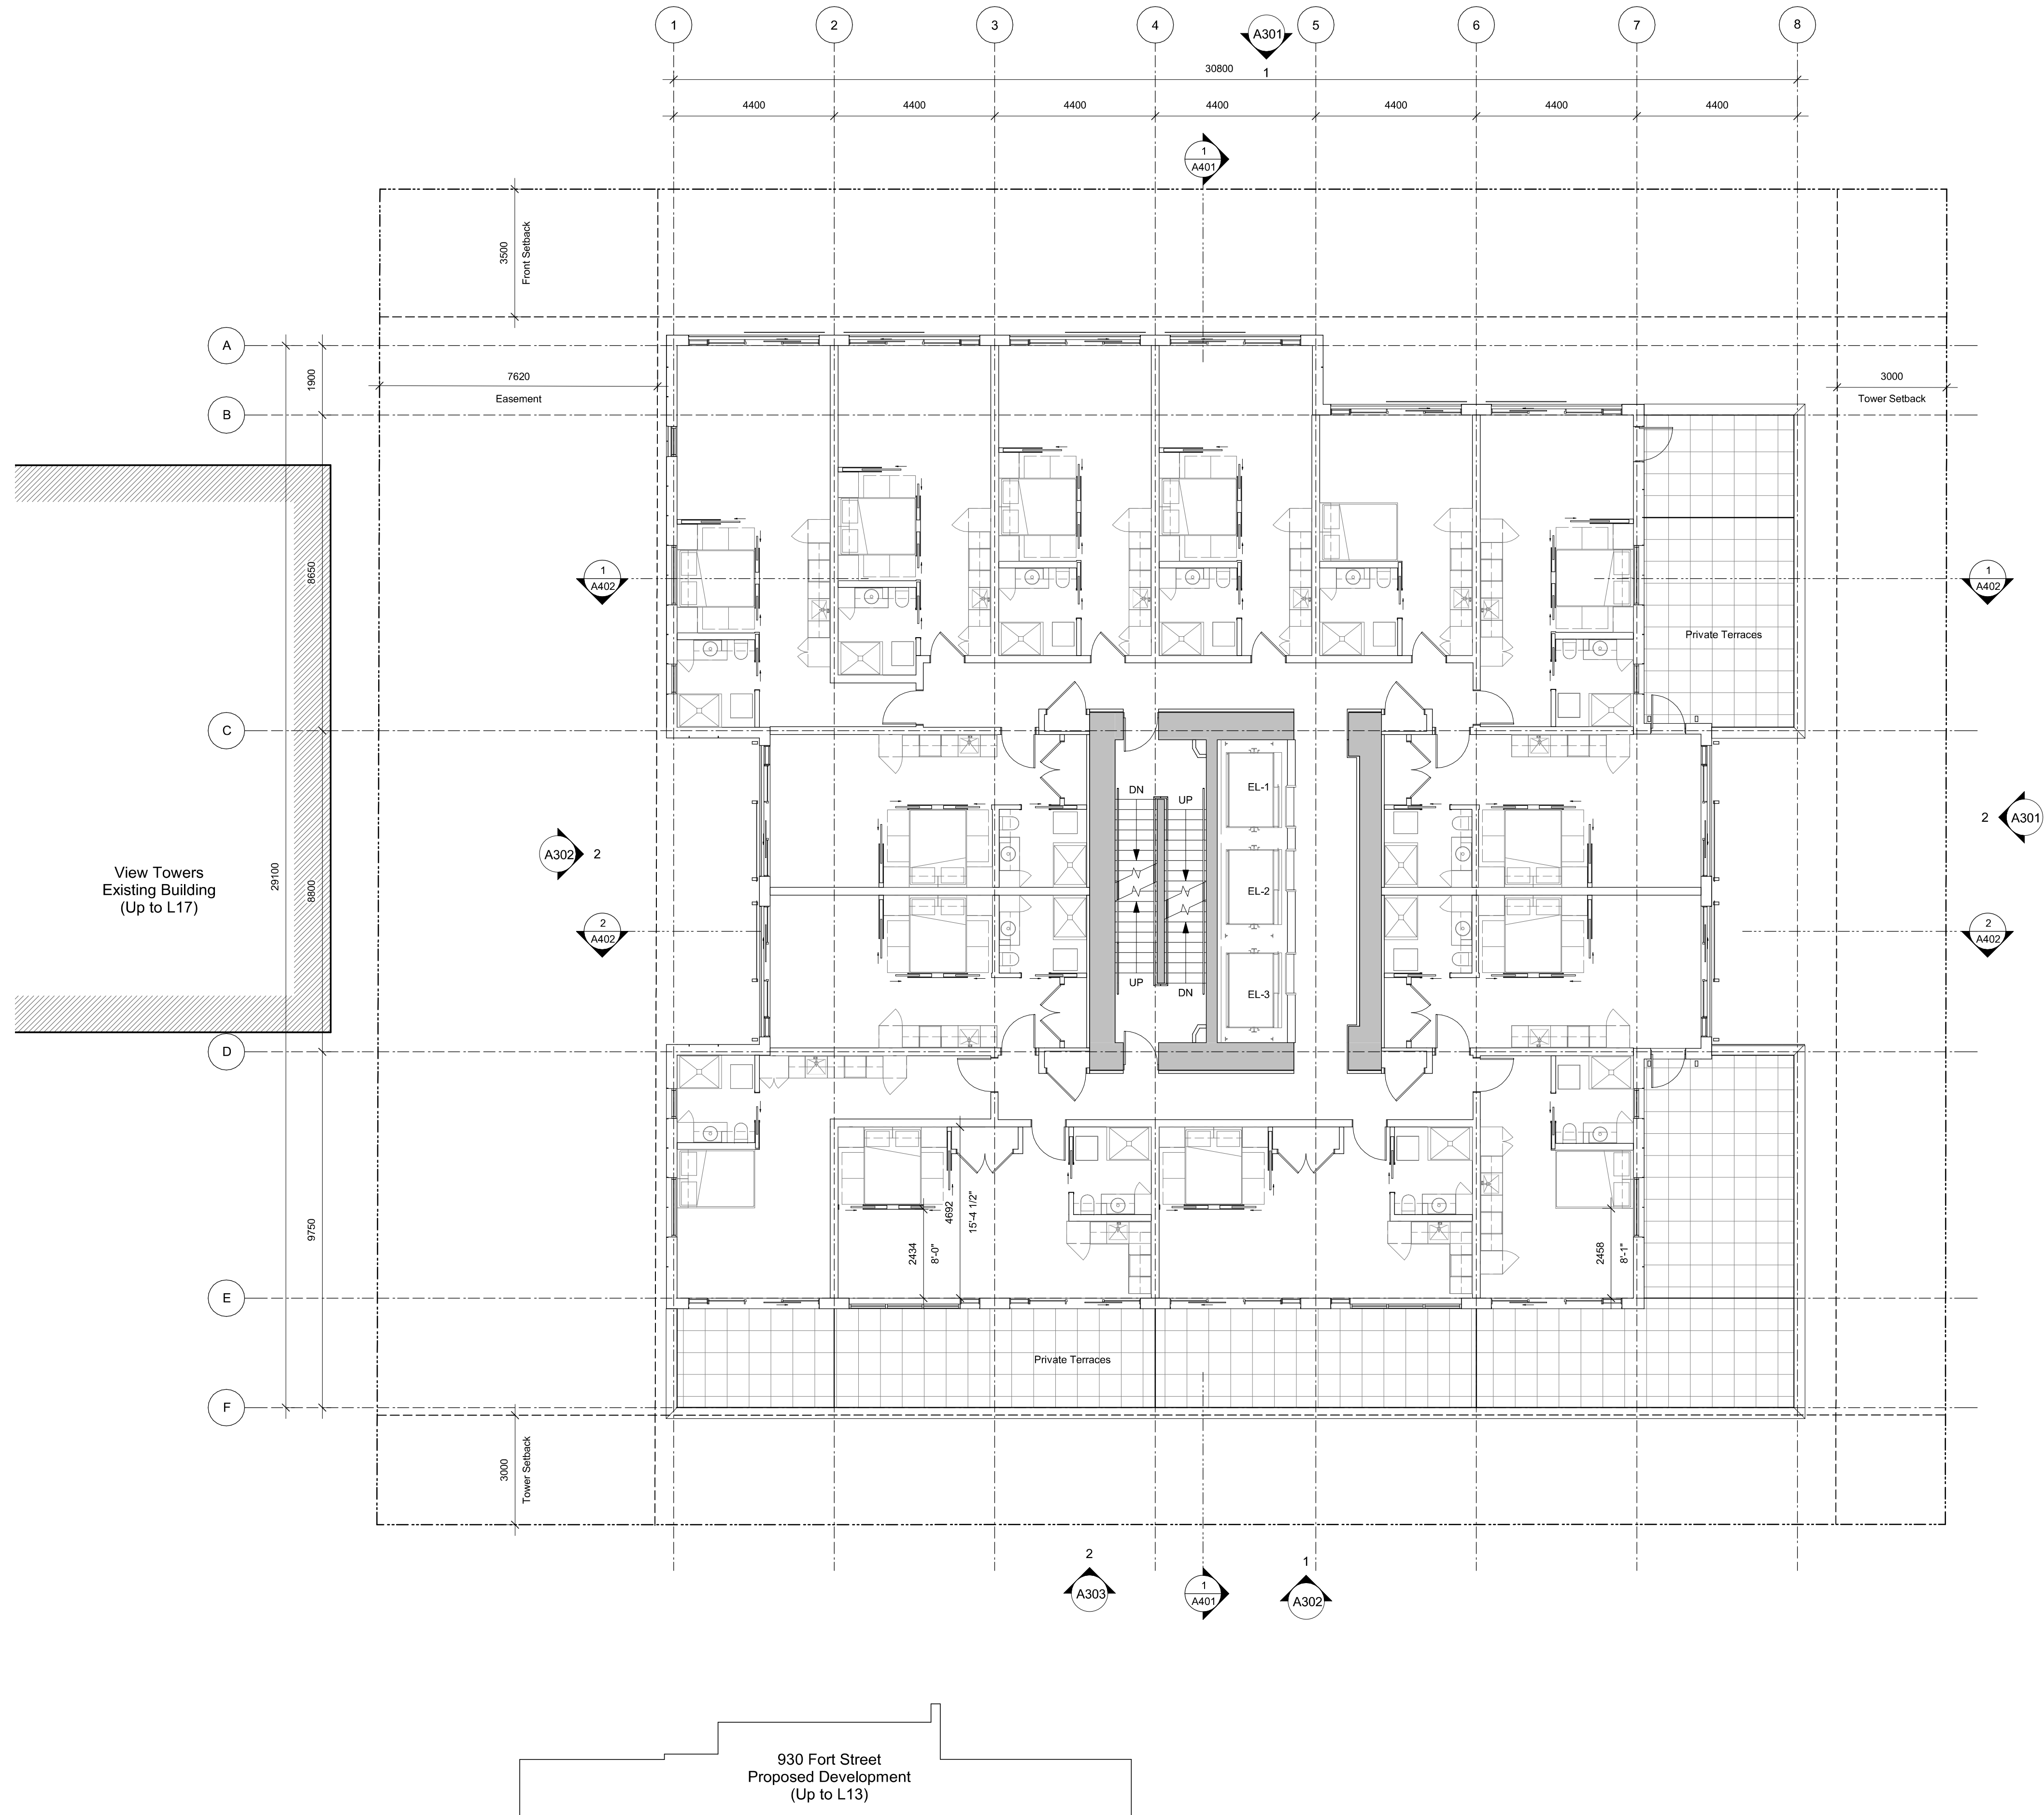 1
2
3
4
A301
1
5
6
7
8
30800
4400
4400
4400
4400
4400
4400
4400
1
A401
3500
Front Setback
A
1900
7620
Easement
3000
Tower Setback
B
8650
1
A402
1
A402
Private Terraces
C
DN
UP
EL-1
2
A301
A302
2
View Towers
Existing Building
(Up to L17)
29100
8800
EL-2
2
A402
2
A402
UP
DN
EL-3
D
9750
2434
8'-0"
4692
15'-4 1/2"
2458
8'-1"
E
Private Terraces
F
3000
Tower Setback
2
A303
1
A401
1
A302
930 Fort Street
Proposed Development
(Up to L13)